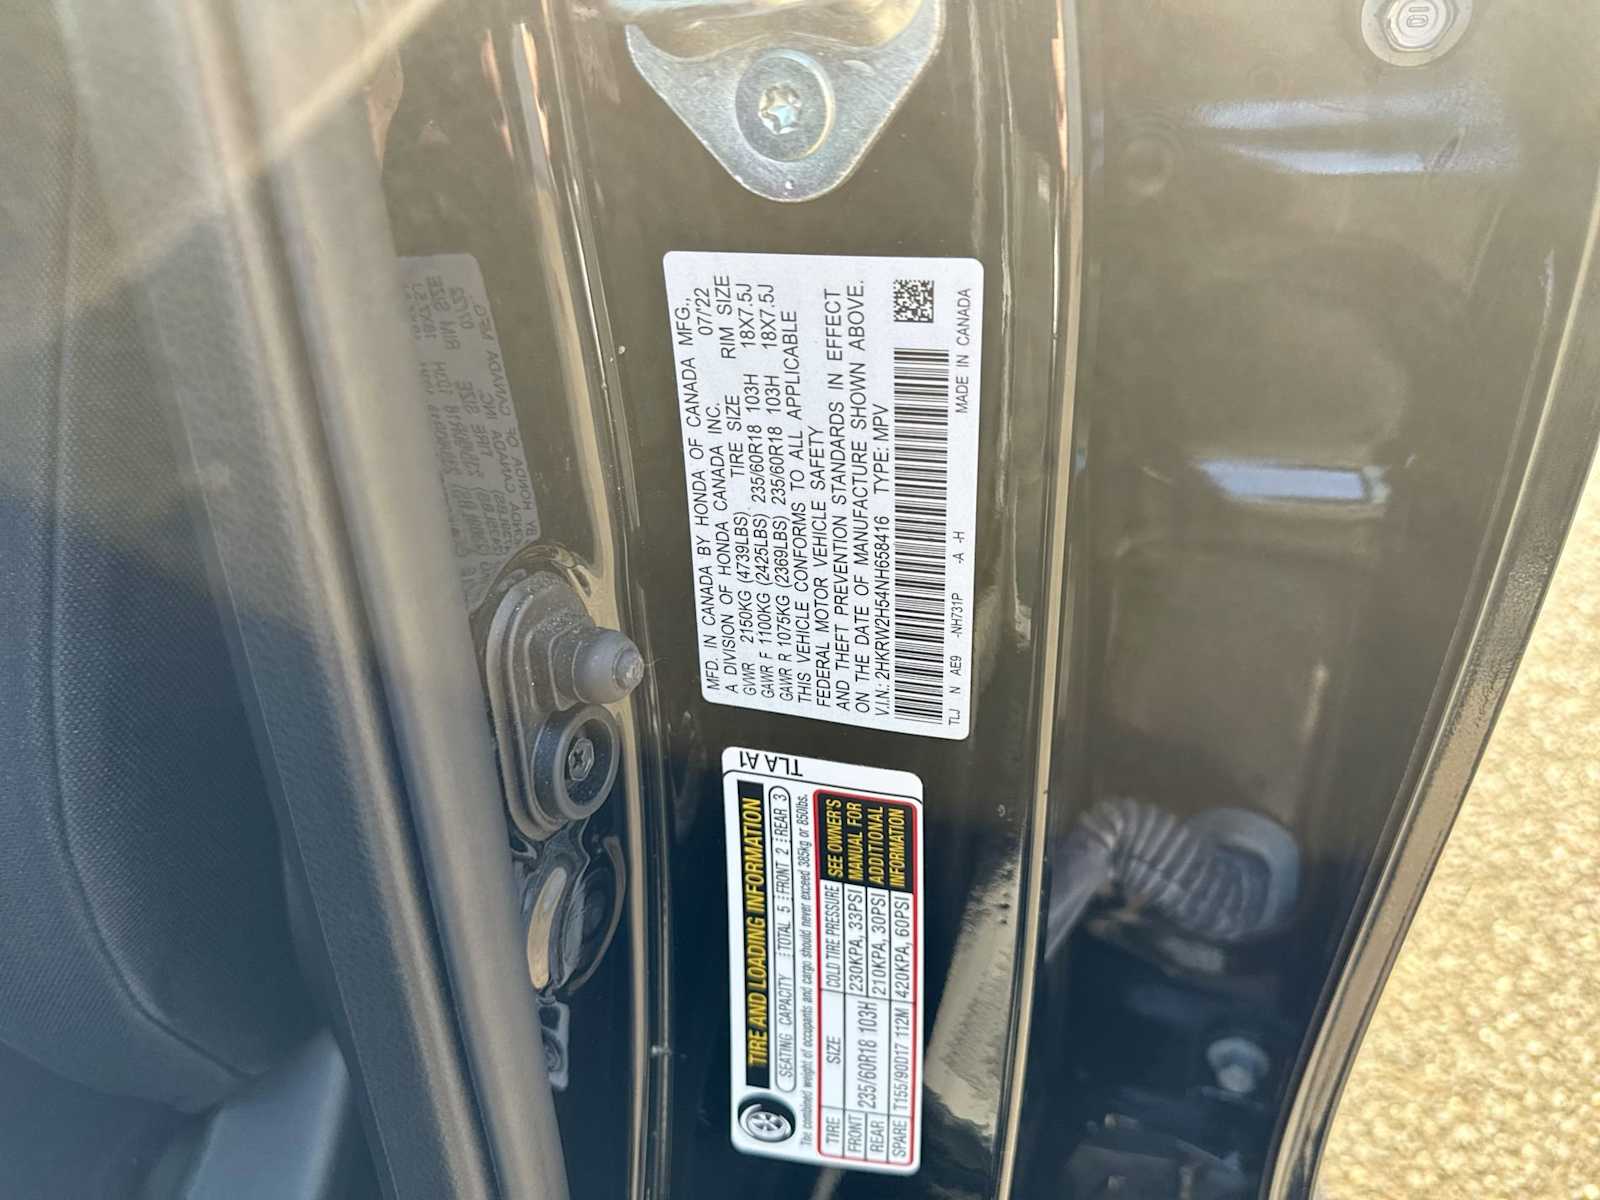 MFD. IN CANADA BY HONDA OF CANADA MFG.,
A DIVISION OF HONDA CANADA INC. 07/22
GVWR 2150KG (4739LBS) TIRE SIZE RIM SIZE
GAWR F 1100KG (2425LBS) 235/60R18 103H 18X7.5J
GAWR R 1075KG (2369LBS) 235/60R18 103H 18X7.5J
THIS VEHICLE CONFORMS TO ALL APPLICABLE
FEDERAL MOTOR VEHICLE SAFETY
AND THEFT PREVENTION STANDARDS IN EFFECT
ON THE DATE OF MANUFACTURE SHOWN ABOVE.
V.I.N.: 2HKRW2H54NH658416 TYPE: MPV
TLJ N AE9 -NH731P -A -H MADE IN CANADA
TLA A1
TIRE AND LOADING INFORMATION
SEATING CAPACITY TOTAL 5 FRONT 2 REAR 3
The combined weight of occupants and cargo should never exceed 385kg or 850lbs.
TIRE SIZE COLD TIRE PRESSURE
FRONT 235/60R18 103H 230KPA, 33PSI
REAR 210KPA, 30PSI
SPARE T155/90D17 112M 420KPA, 60PSI
SEE OWNER'S
MANUAL FOR
ADDITIONAL
INFORMATION